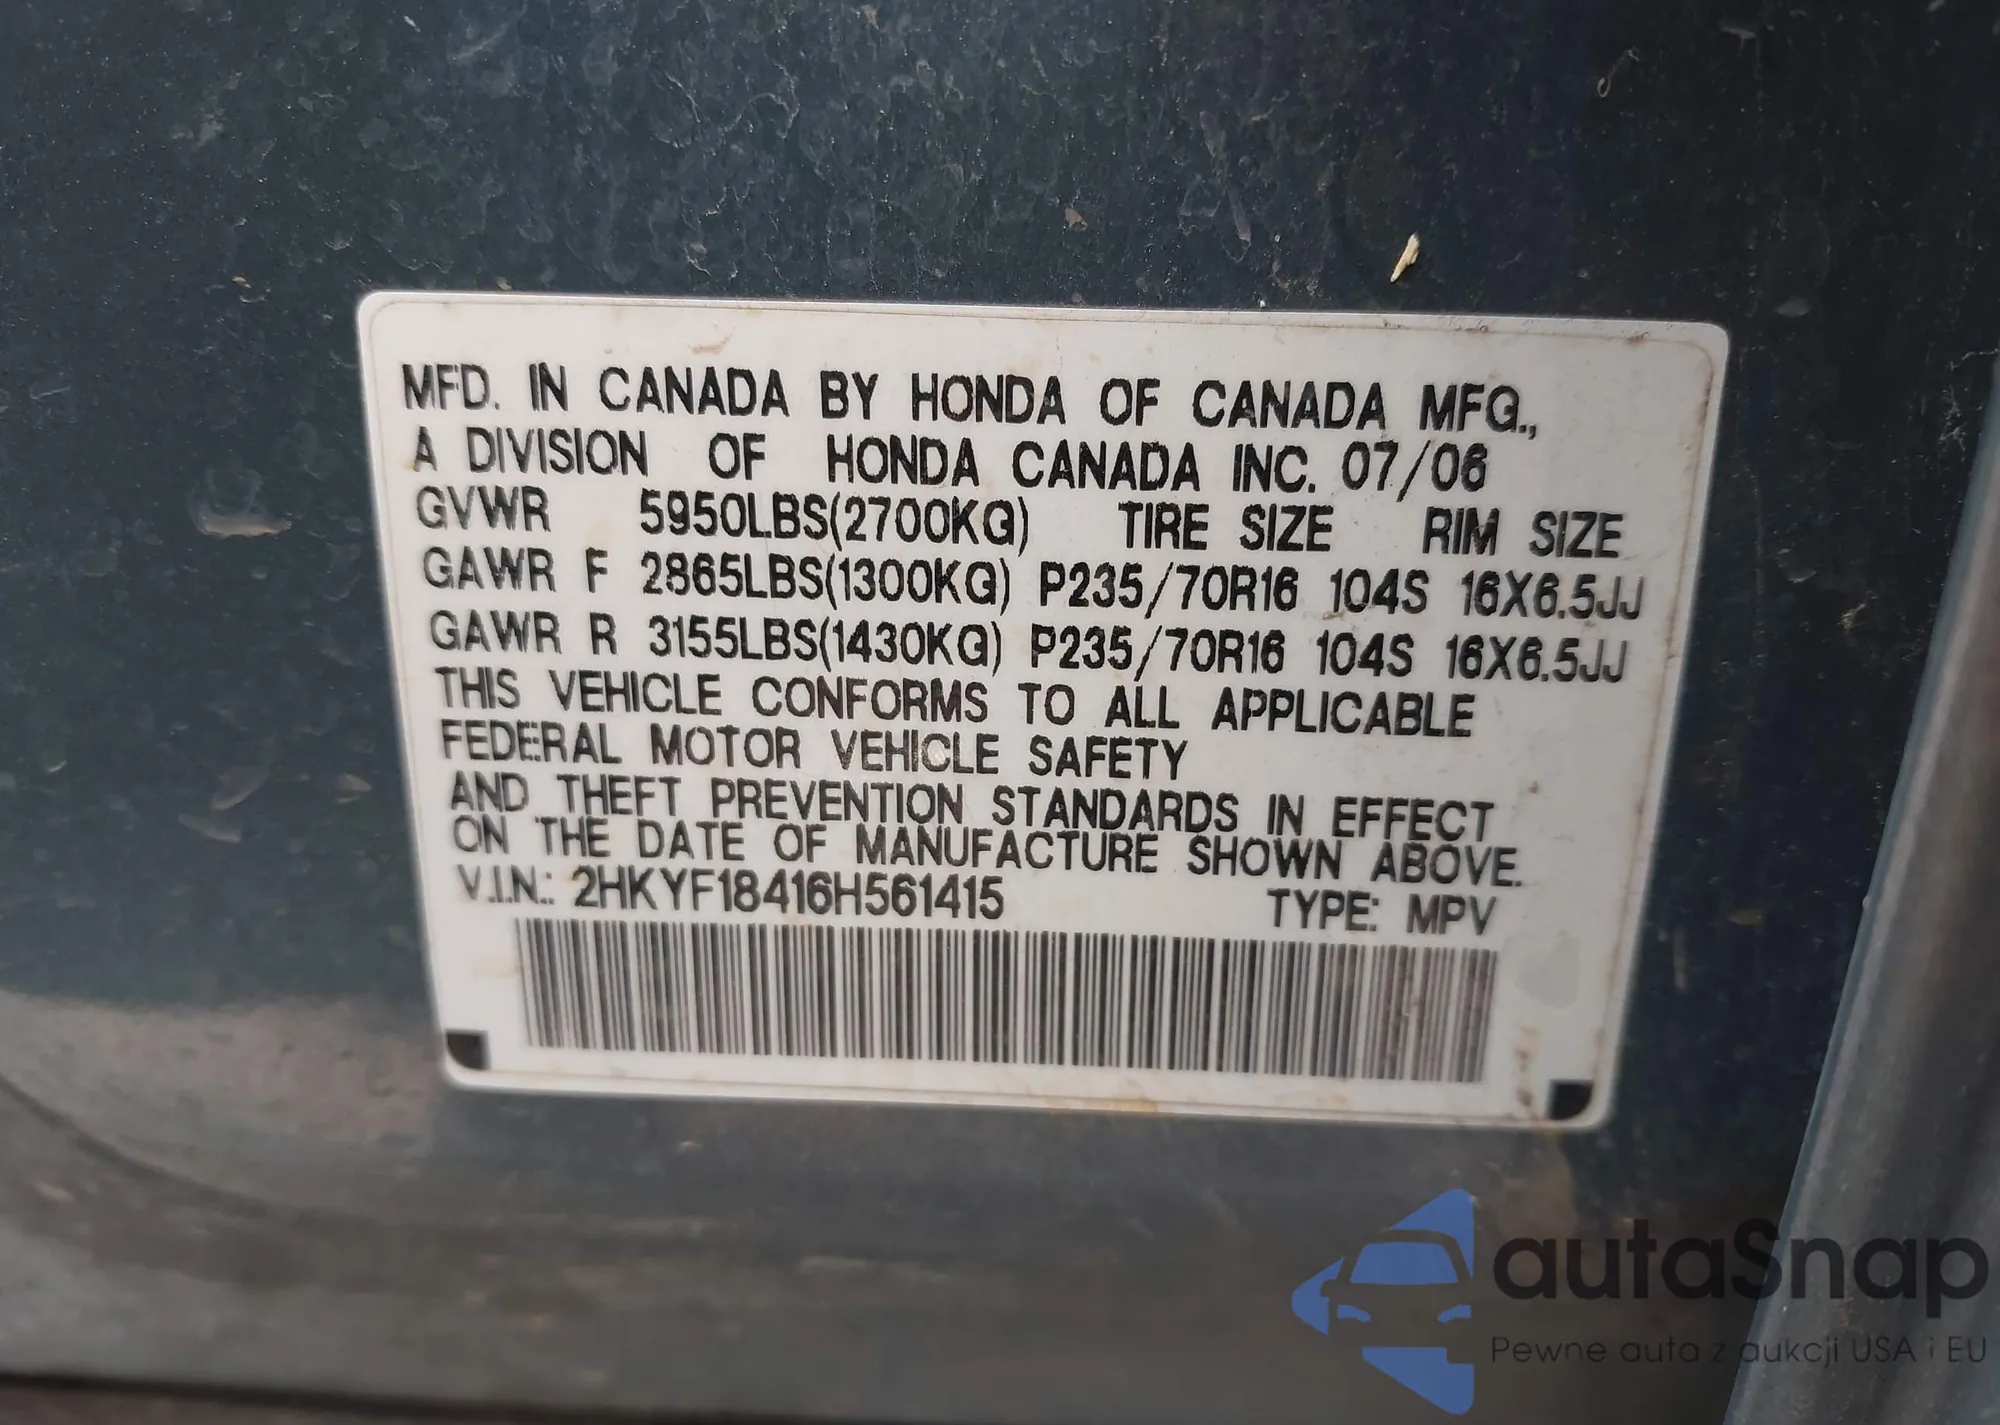 MFD. IN CANADA BY HONDA OF CANADA MFG.,
A DIVISION OF HONDA CANADA INC. 07/06
GVWR 5950LBS(2700KG) TIRE SIZE RIM SIZE
GAWR F 2865LBS(1300KG) P235/70R16 104S 16X6.5JJ
GAWR R 3155LBS(1430KG) P235/70R16 104S 16X6.5JJ
THIS VEHICLE CONFORMS TO ALL APPLICABLE
FEDERAL MOTOR VEHICLE SAFETY
AND THEFT PREVENTION STANDARDS IN EFFECT
ON THE DATE OF MANUFACTURE SHOWN ABOVE.
V.I.N.: 2HKYF18416H561415 TYPE: MPV
autaSnap
Pewne auta z aukcji USA i EU